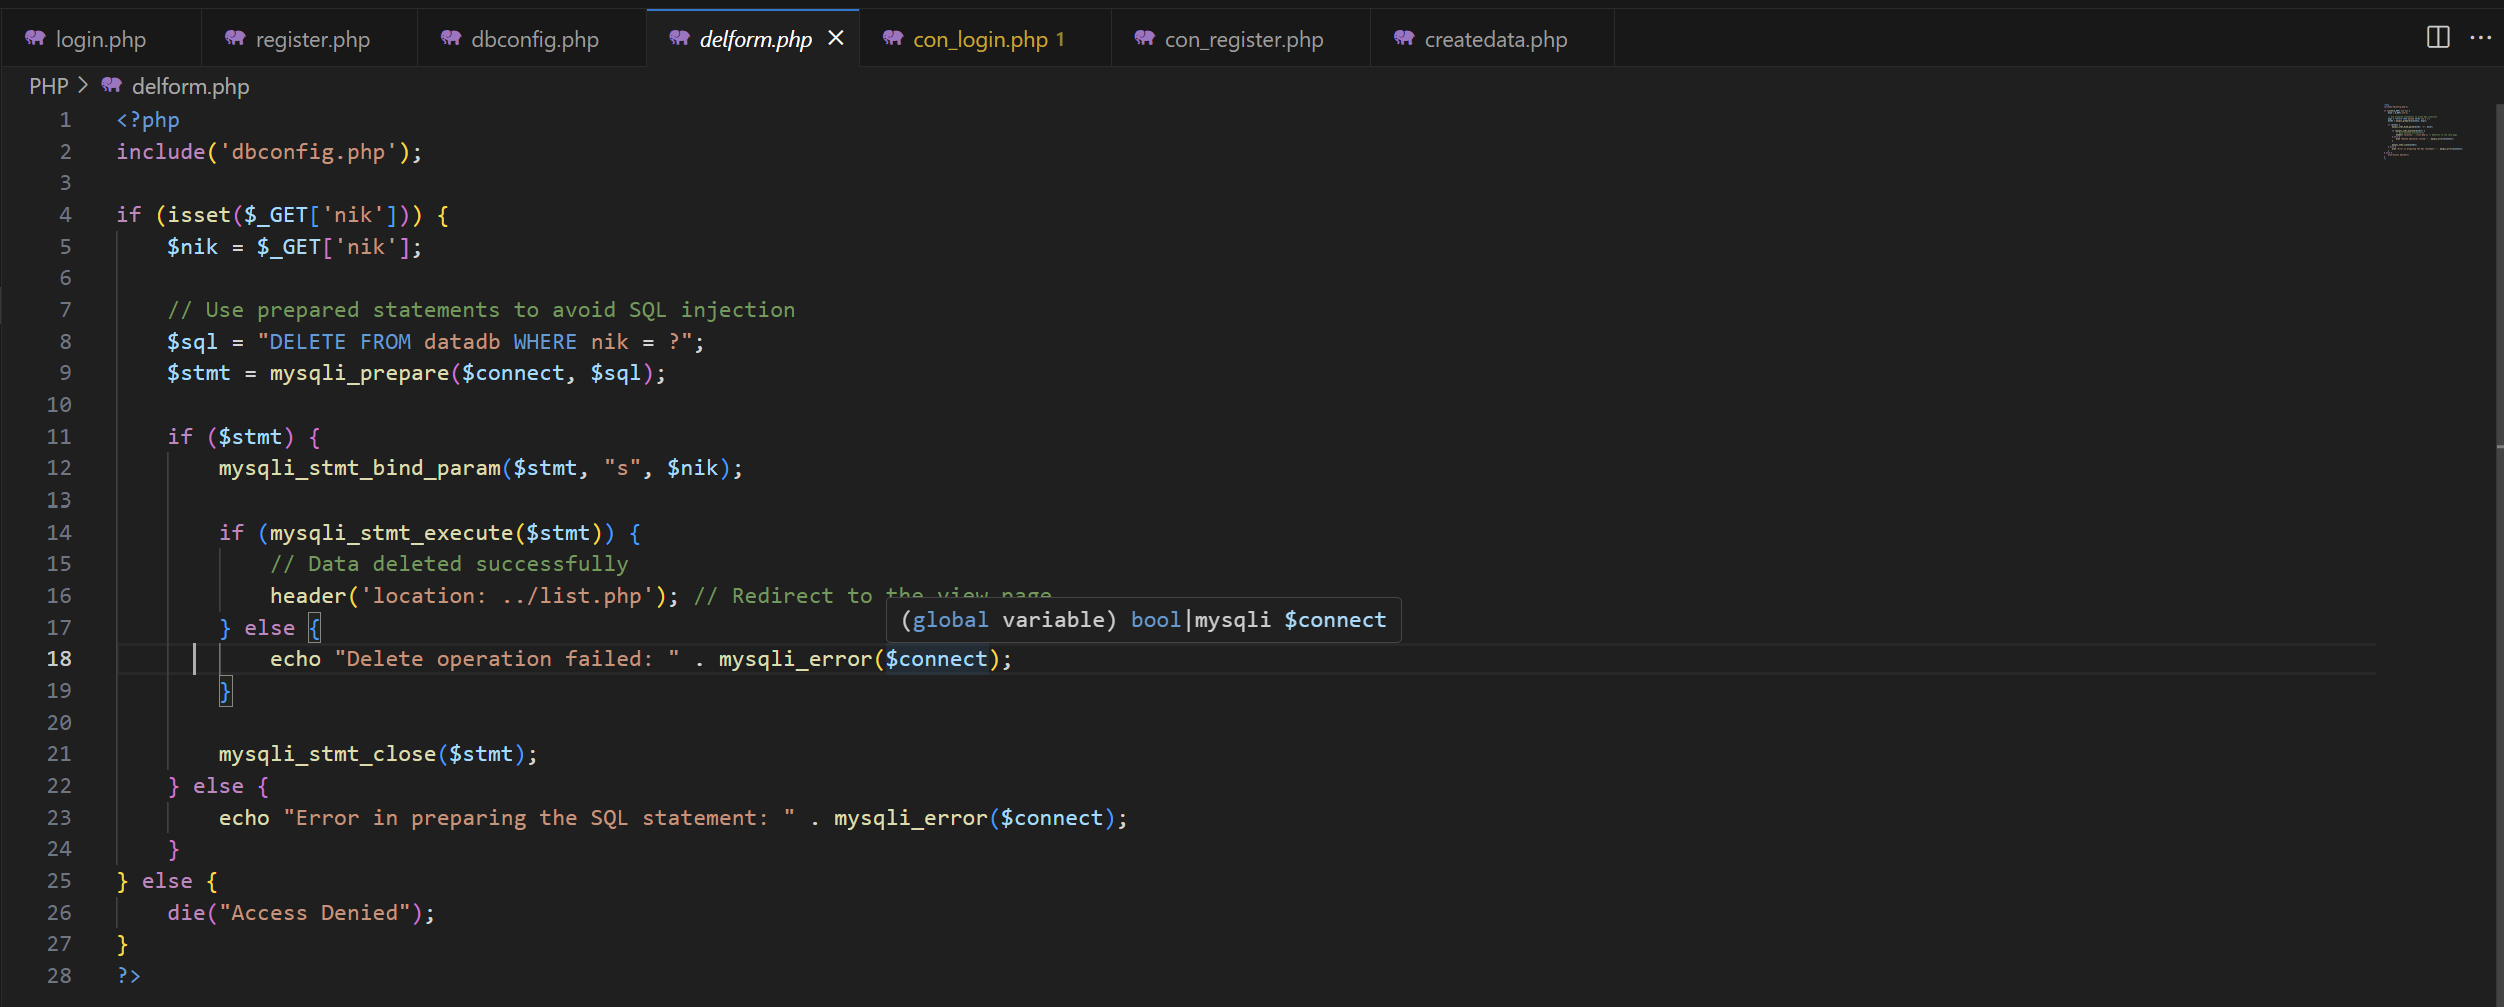 login.php register.php dbconfig.php delform.php con_login.php 1 con_register.php createdata.php
PHP > delform.php
1 <?php
2 include('dbconfig.php');
3
4 if (isset($_GET['nik'])) {
5 $nik = $_GET['nik'];
6
7 // Use prepared statements to avoid SQL injection
8 $sql = "DELETE FROM datadb WHERE nik = ?";
9 $stmt = mysqli_prepare($connect, $sql);
10
11 if ($stmt) {
12 mysqli_stmt_bind_param($stmt, "s", $nik);
13
14 if (mysqli_stmt_execute($stmt)) {
15 // Data deleted successfully
16 header('location: ../list.php'); // Redirect to the view page
(global variable) bool|mysqli $connect
17 } else {
18 echo "Delete operation failed: " . mysqli_error($connect);
19 }
20
21 mysqli_stmt_close($stmt);
22 } else {
23 echo "Error in preparing the SQL statement: " . mysqli_error($connect);
24 }
25 } else {
26 die("Access Denied");
27 }
28 ?>